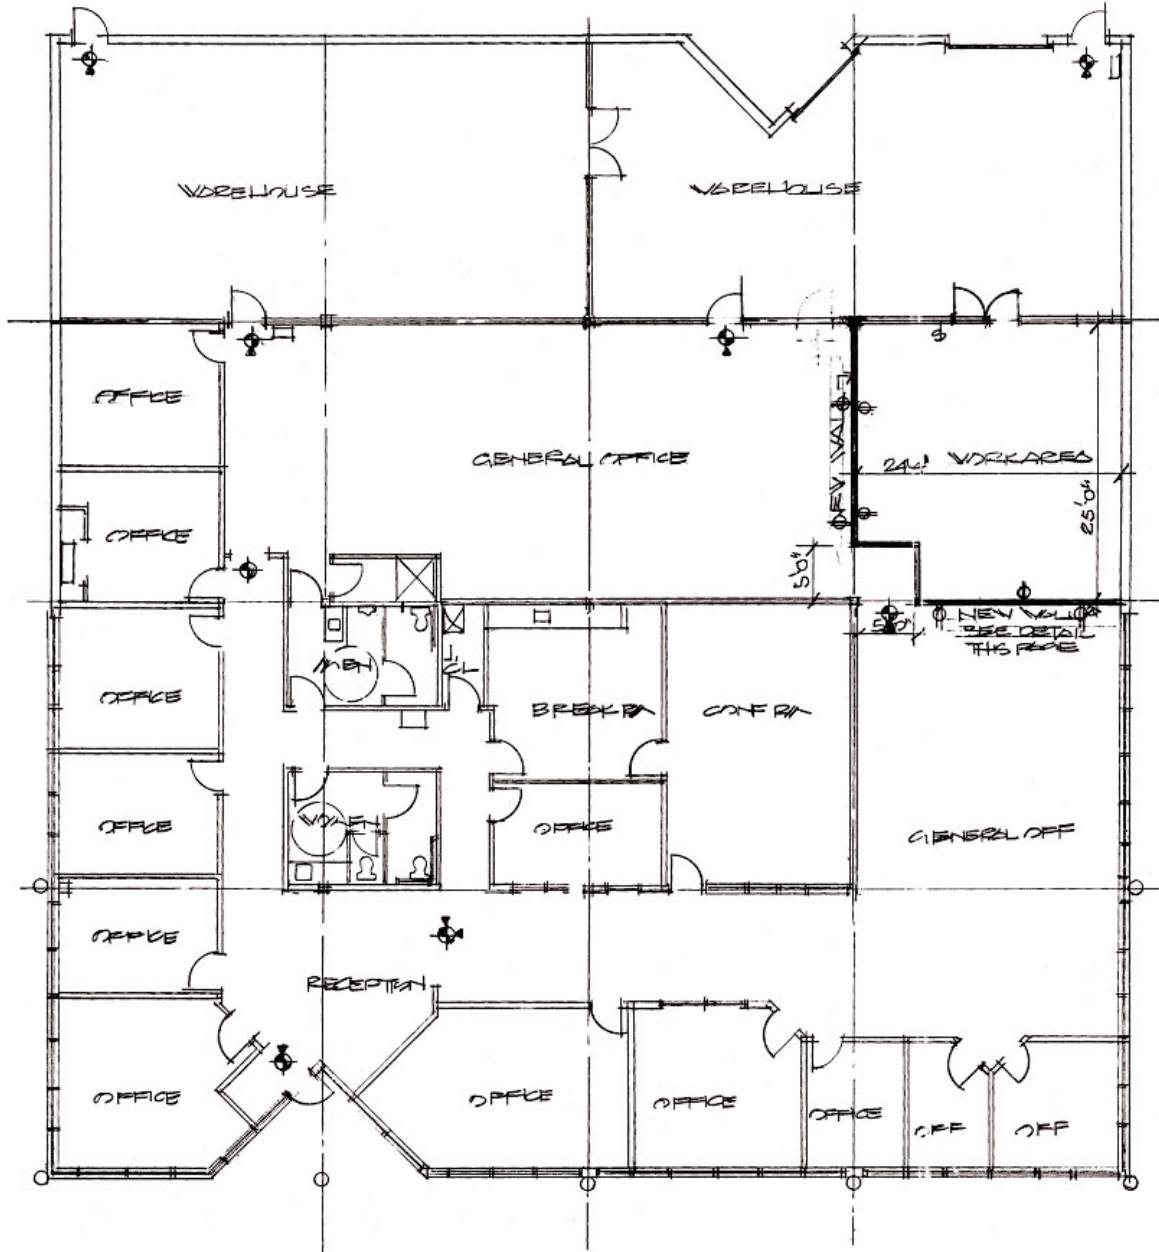 WAREHOUSE
WAREHOUSE
OFFICE
GENERAL OFFICE
NEW WALL
24'4"
WORKAREA
25'0"
OFFICE
5'0"
5'0"
NEW WALL
SEE DETAIL
THIS PAGE
MEN
CL
OFFICE
BREAK RM
CONF RM
OFFICE
WOMEN
OFFICE
GENERAL OFF
OFFICE
RECEPTION
OFFICE
OFFICE
OFFICE
OFFICE
OFF
OFF